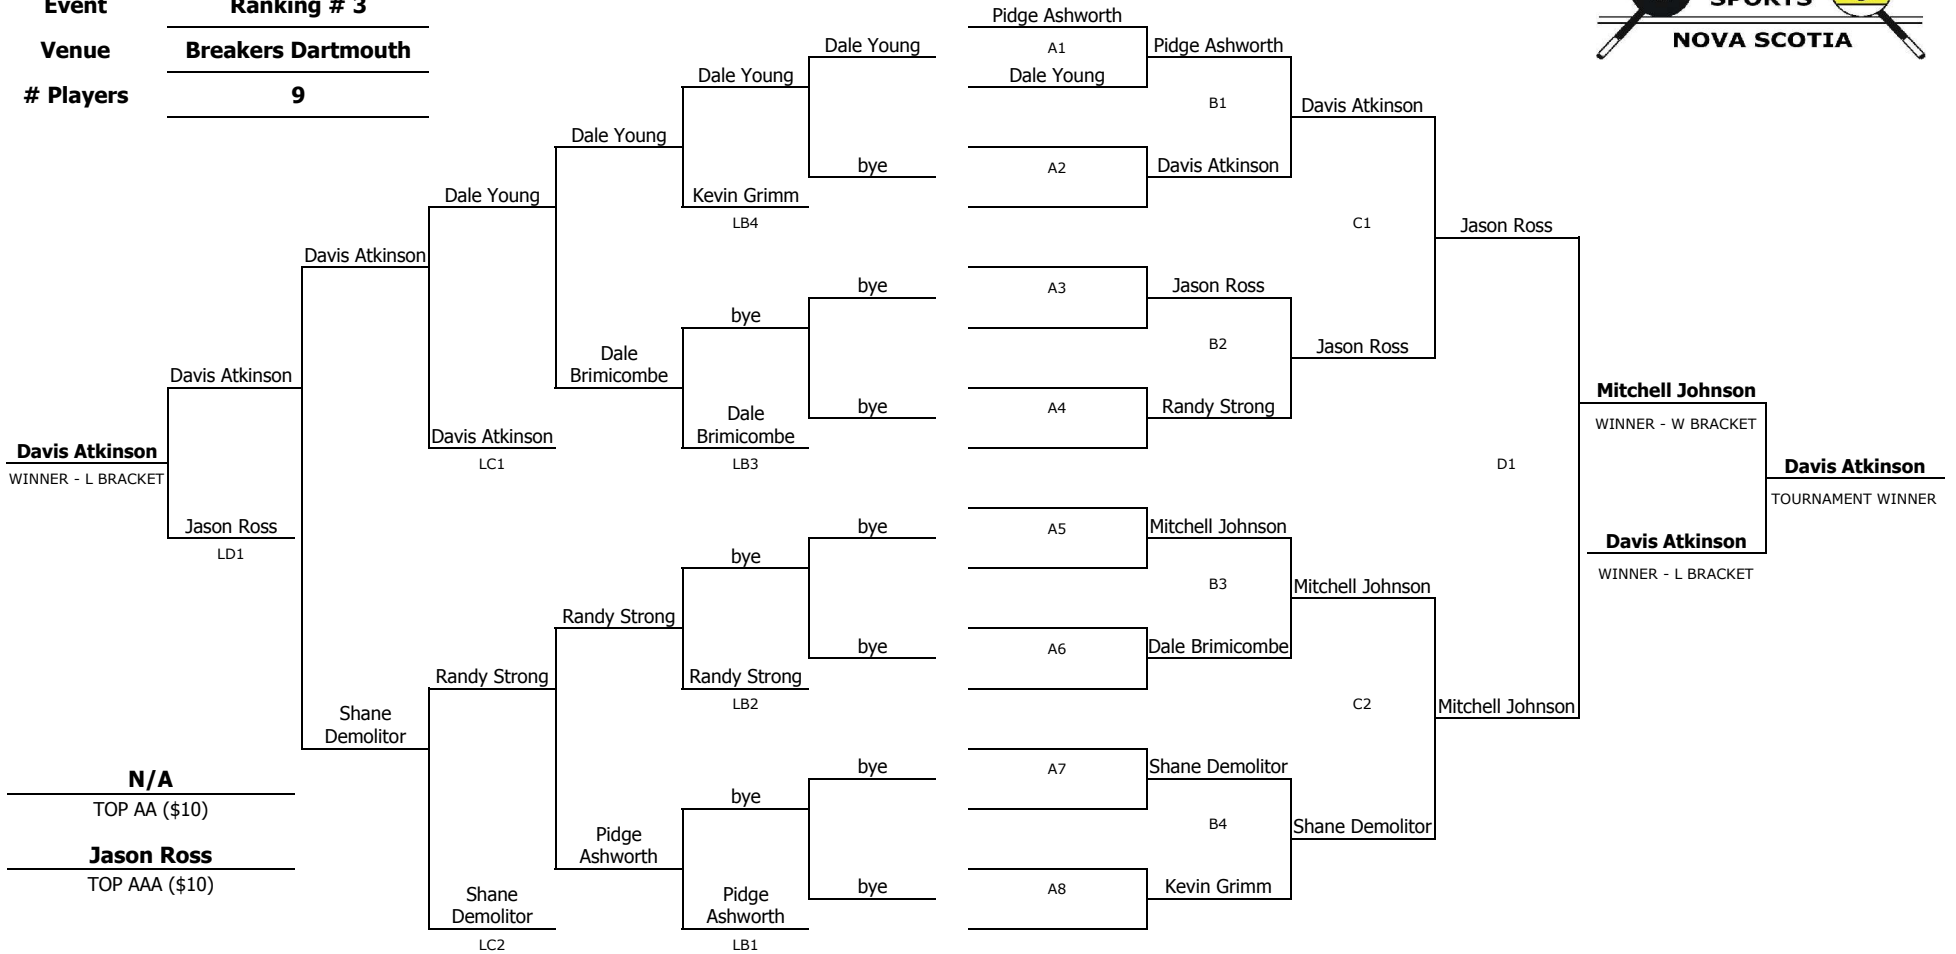 Event Ranking # 3
Venue Breakers Dartmouth
# Players 9
SPORTS
NOVA SCOTIA
Pidge Ashworth
A1
Dale Young
A2
A3
A4
A5
A6
A7
A8
Pidge Ashworth
B1
Davis Atkinson
Jason Ross
B2
Randy Strong
Mitchell Johnson
B3
Dale Brimicombe
Shane Demolitor
B4
Kevin Grimm
Davis Atkinson
C1
Jason Ross
Mitchell Johnson
C2
Shane Demolitor
Jason Ross
D1
Mitchell Johnson
Mitchell Johnson
WINNER - W BRACKET
Davis Atkinson
WINNER - L BRACKET
Davis Atkinson
TOURNAMENT WINNER
Dale Young
bye
bye
bye
bye
bye
bye
bye
Dale Young
Kevin Grimm
LB4
bye
Dale
Brimicombe
LB3
bye
Randy Strong
LB2
bye
Pidge
Ashworth
LB1
Dale Young
Dale
Brimicombe
Randy Strong
Pidge
Ashworth
Dale Young
Davis Atkinson
LC1
Randy Strong
Shane
Demolitor
LC2
Davis Atkinson
Shane
Demolitor
Davis Atkinson
Jason Ross
LD1
Davis Atkinson
WINNER - L BRACKET
N/A
TOP AA ($10)
Jason Ross
TOP AAA ($10)